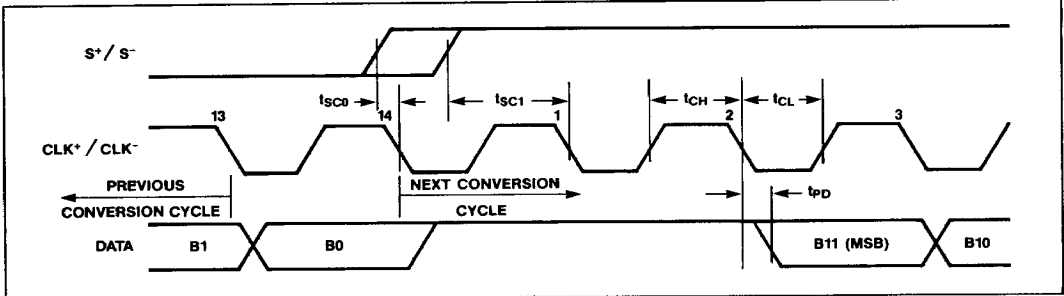 S⁺/S⁻
tSC0
tSC1
tCH
tCL
13
14
1
2
3
CLK⁺/CLK⁻
PREVIOUS
CONVERSION CYCLE
NEXT CONVERSION
CYCLE
tPD
DATA
B1
B0
B11 (MSB)
B10